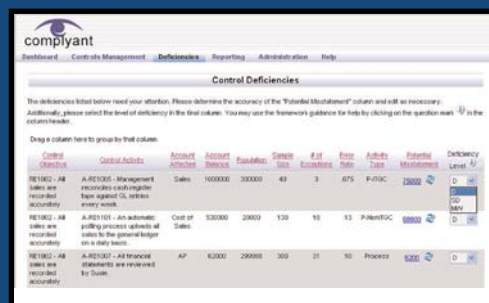 complyant
Dashboard Controls Management Deficiencies Reporting Administration Help
Control Deficiencies
The deficiencies listed below need your attention. Please determine the accuracy of the "Potential Misstatement" column and edit as necessary.
Additionally, please select the level of deficiency in the final column. You may use the framework guidance for help by clicking on the question mark in the
column header.
Drag a column here to group by that column
Control Objective Control Activity Account Affected Account Balance Population Sample Size # of Exceptions Error Rate Activity Type Potential Misstatement Deficiency Level
RE1002 - All sales are recorded accurately A-RE1005 - Management reconciles cash register tape against GL entries every week. Sales 1000000 300000 40 3 .075 P-ITGC 75000 D
D
SD
MW
RE1002 - All sales are recorded accurately A-RE1101 - An automatic polling process uploads all sales to the general ledger on a daily basis. Cost of Sales 530000 20000 130 10 .13 P-NonITGC 68900 D
RE1002 - All sales are recorded accurately A-RE1007 - All financial statements are reviewed by Susie. AP 62000 299999 300 31 .10 Process 6200 D